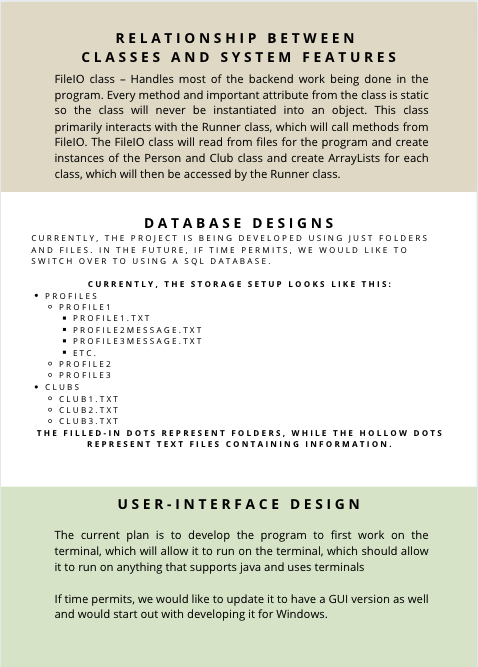 RELATIONSHIP BETWEEN
CLASSES AND SYSTEM FEATURES
FileIO class – Handles most of the backend work being done in the
program. Every method and important attribute from the class is static
so the class will never be instantiated into an object. This class
primarily interacts with the Runner class, which will call methods from
FileIO. The FileIO class will read from files for the program and create
instances of the Person and Club class and create ArrayLists for each
class, which will then be accessed by the Runner class.
DATABASE DESIGNS
CURRENTLY, THE PROJECT IS BEING DEVELOPED USING JUST FOLDERS
AND FILES. IN THE FUTURE, IF TIME PERMITS, WE WOULD LIKE TO
SWITCH OVER TO USING A SQL DATABASE.
CURRENTLY, THE STORAGE SETUP LOOKS LIKE THIS:
• PROFILES
○ PROFILE1
▪ PROFILE1.TXT
▪ PROFILE2MESSAGE.TXT
▪ PROFILE3MESSAGE.TXT
▪ ETC.
○ PROFILE2
○ PROFILE3
• CLUBS
○ CLUB1.TXT
○ CLUB2.TXT
○ CLUB3.TXT
THE FILLED-IN DOTS REPRESENT FOLDERS, WHILE THE HOLLOW DOTS
REPRESENT TEXT FILES CONTAINING INFORMATION.
USER-INTERFACE DESIGN
The current plan is to develop the program to first work on the
terminal, which will allow it to run on the terminal, which should allow
it to run on anything that supports java and uses terminals
If time permits, we would like to update it to have a GUI version as well
and would start out with developing it for Windows.